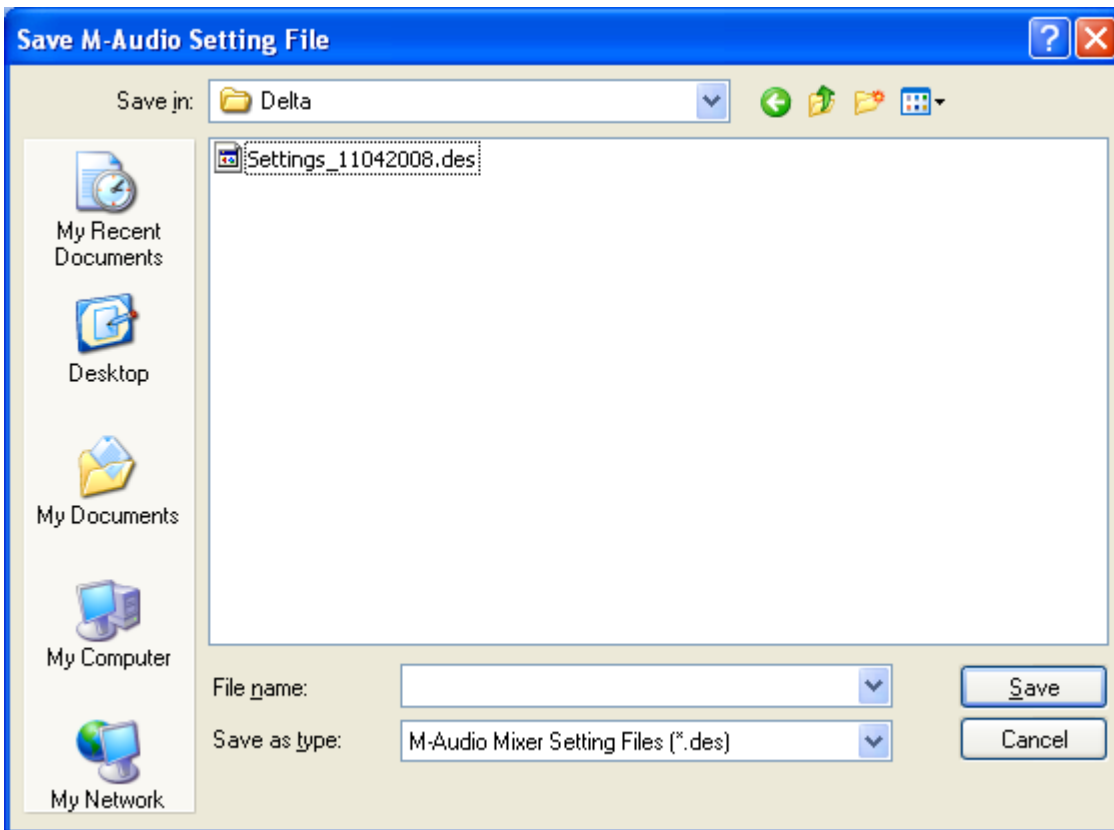 Save M-Audio Setting File
Save in:
Delta
Settings_11042008.des
My Recent
Documents
Desktop
My Documents
My Computer
My Network
File name:
Save
Save as type:
M-Audio Mixer Setting Files (*.des)
Cancel